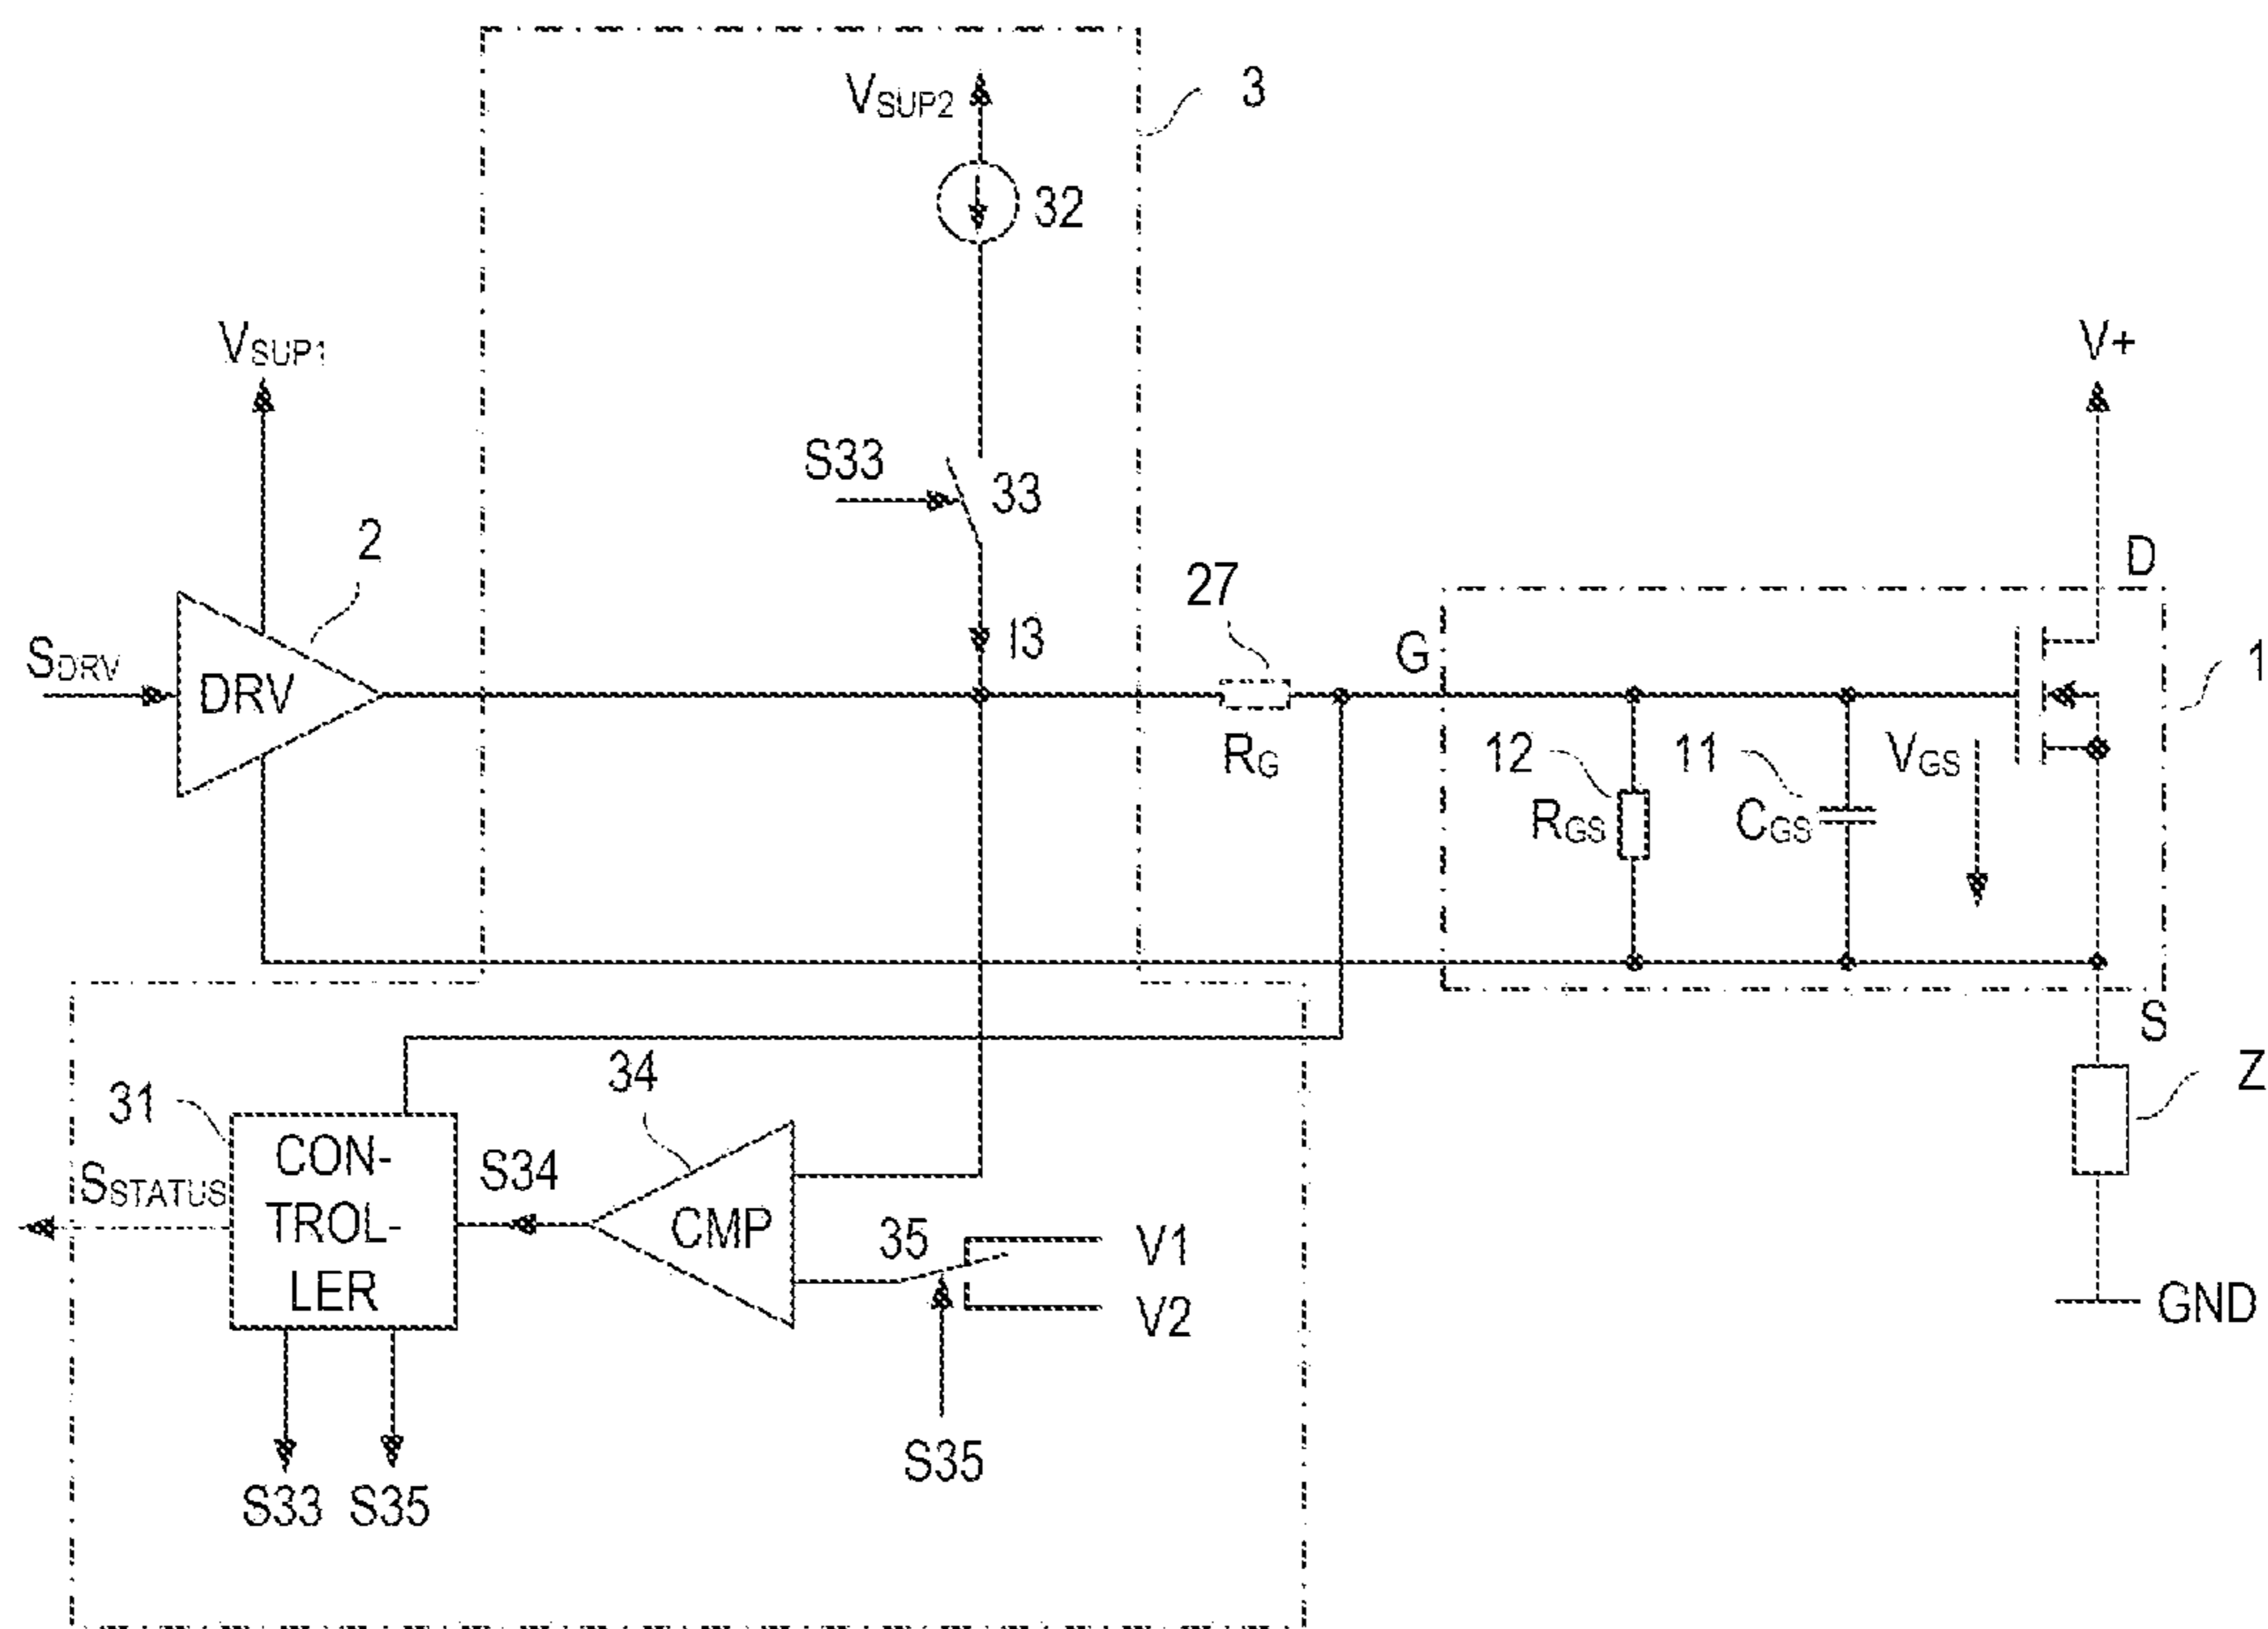 3
VSUP2
32
VSUP1
V+
S33
33
2
D
27
I3
G
1
SDRV
DRV
RG
12
11
VGS
RGS
CGS
S
34
Z
31
CON-
TROL-
LER
SSTATUS
S34
CMP
35
V1
V2
GND
S35
S33 S35